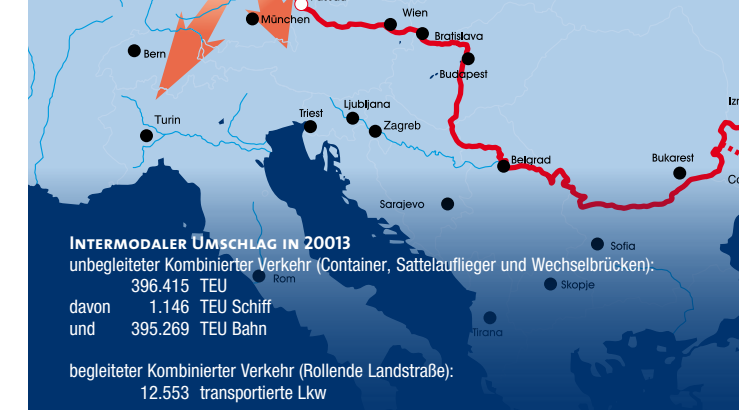 Wien
München
Bratislava
Bern
Budapest
Ljubljana
Turin
Triest
Zagreb
Belgrad
Bukarest
Sarajevo
Sofia
Rom
Skopje
Tirana
INTERMODALER UMSCHLAG IN 20013
unbegleiteter Kombinierter Verkehr (Container, Sattelauflieger und Wechselbrücken):
396.415 TEU
davon 1.146 TEU Schiff
und 395.269 TEU Bahn
begleiteter Kombinierter Verkehr (Rollende Landstraße):
12.553 transportierte Lkw